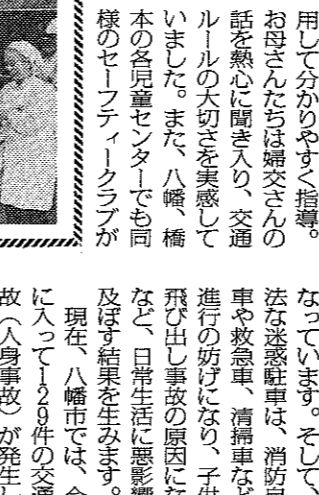 用して分かりやすく指導。
お母さんたちは婦交さんの
話を熱心に聞き入り、交通
ルールの大切さを実感して
いました。また、八幡、橋
本の各児童センターでも同
様のセーフティークラブが
なっています。そして、
法な迷惑駐車は、消防自
車や救急車、清掃車など
進行の妨げになり、子供
飛び出し事故の原因にな
など、日常生活に悪影響
及ぼす結果を生みます。
現在、八幡市では、今
に入って129件の交通
故（人身事故）が発生し